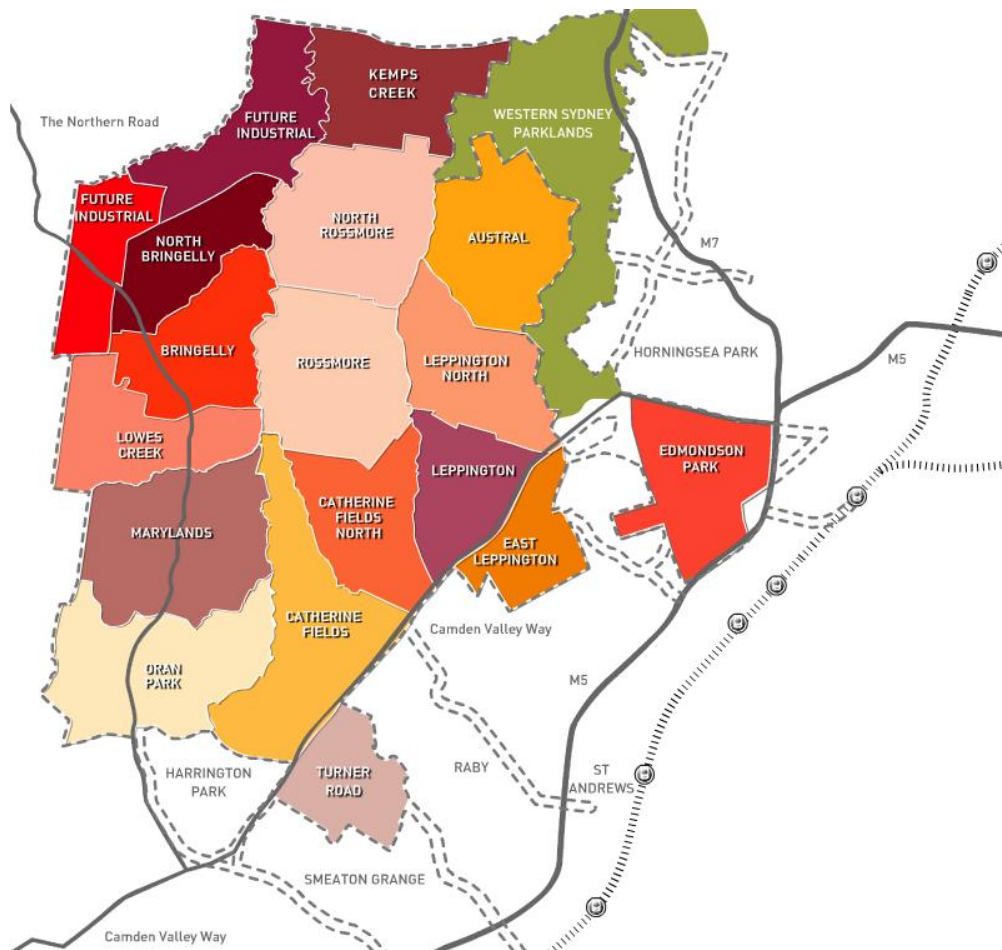 KEMPS
CREEK
WESTERN SYDNEY
PARKLANDS
The Northern Road
FUTURE
INDUSTRIAL
FUTURE
INDUSTRIAL
NORTH
ROSSMORE
AUSTRAL
NORTH
BRINGELLY
M7
BRINGELLY
ROSSMORE
LEPPINGTON
NORTH
HORNINGSEA PARK
M5
LOWES
CREEK
LEPPINGTON
EDMONDSON
PARK
CATHERINE
FIELDS
NORTH
MARYLANDS
EAST
LEPPINGTON
CATHERINE
FIELDS
Camden Valley Way
ORAN
PARK
M5
HARRINGTON
PARK
TURNER
ROAD
RABY
ST
ANDREWS
SMEATON GRANGE
Camden Valley Way